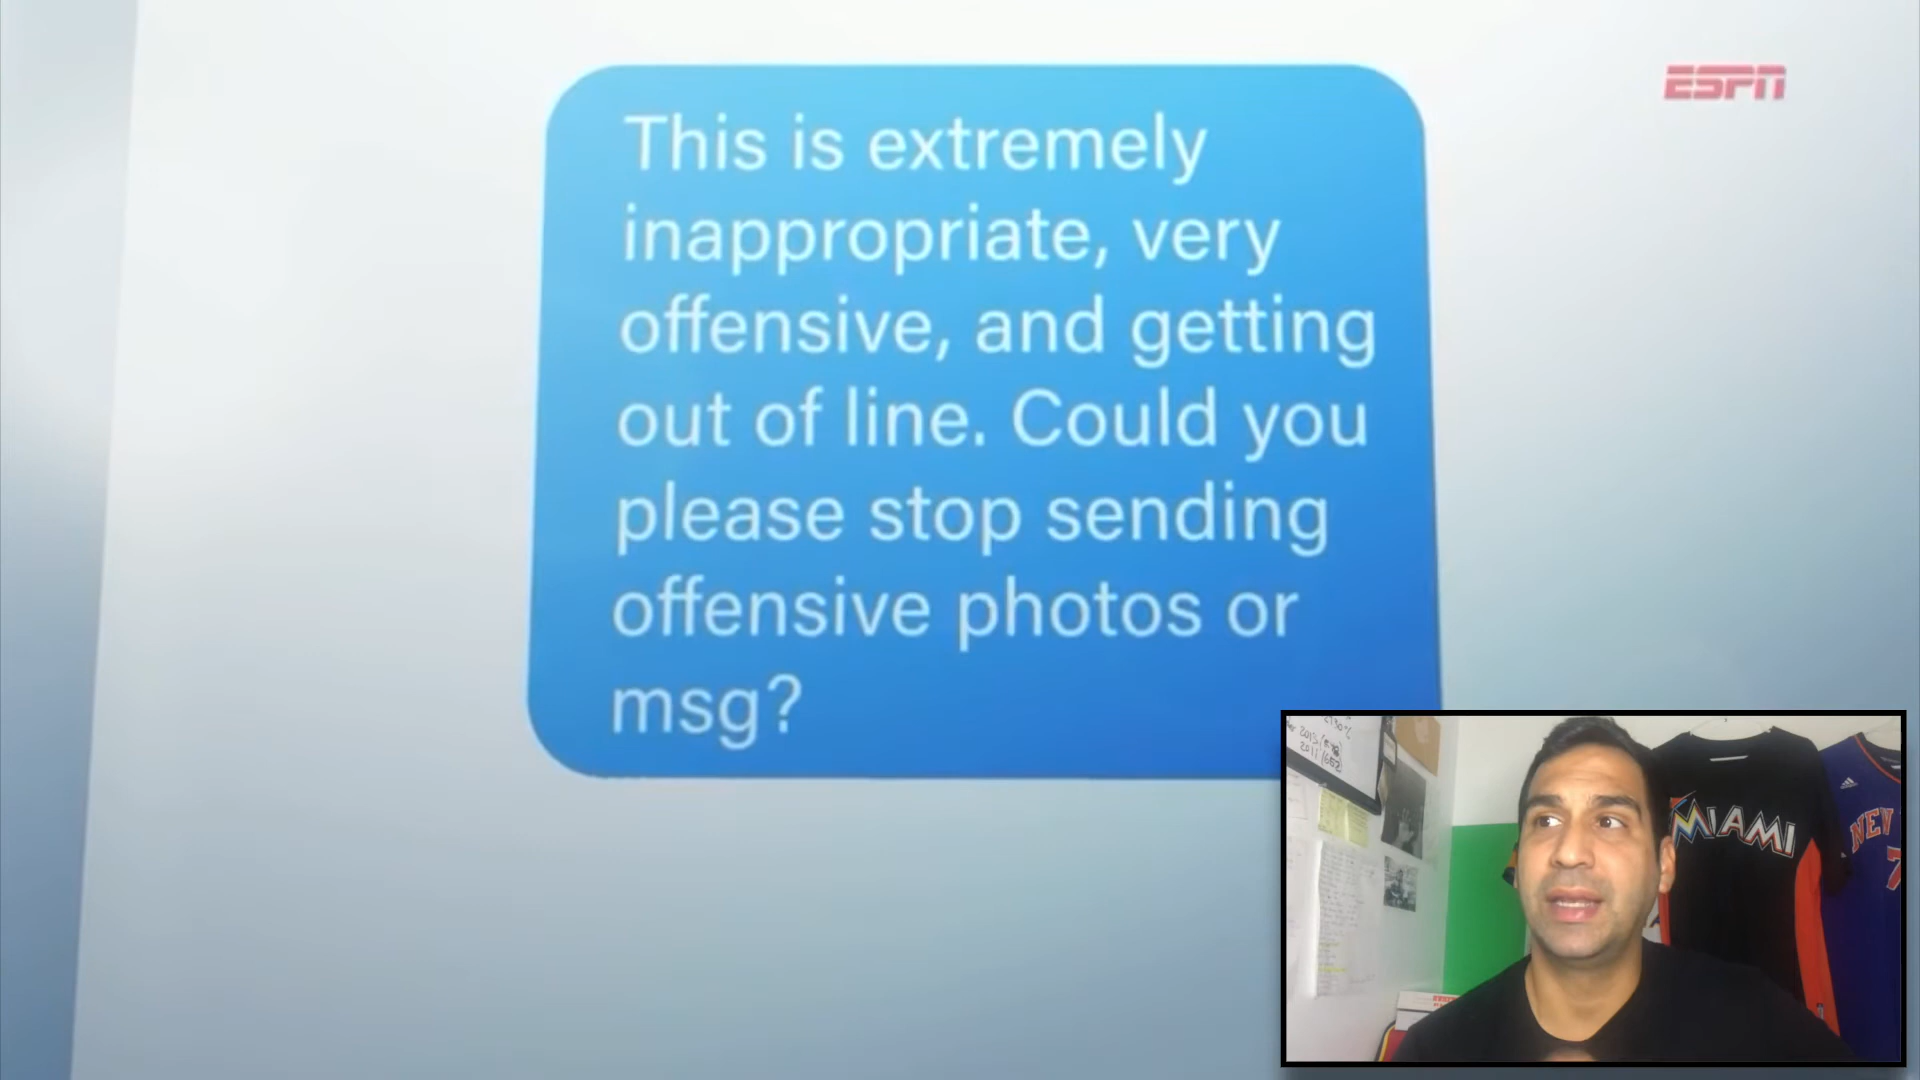 ESPN
This is extremely
inappropriate, very
offensive, and getting
out of line. Could you
please stop sending
offensive photos or
msg?
MIAMI
NEW
7